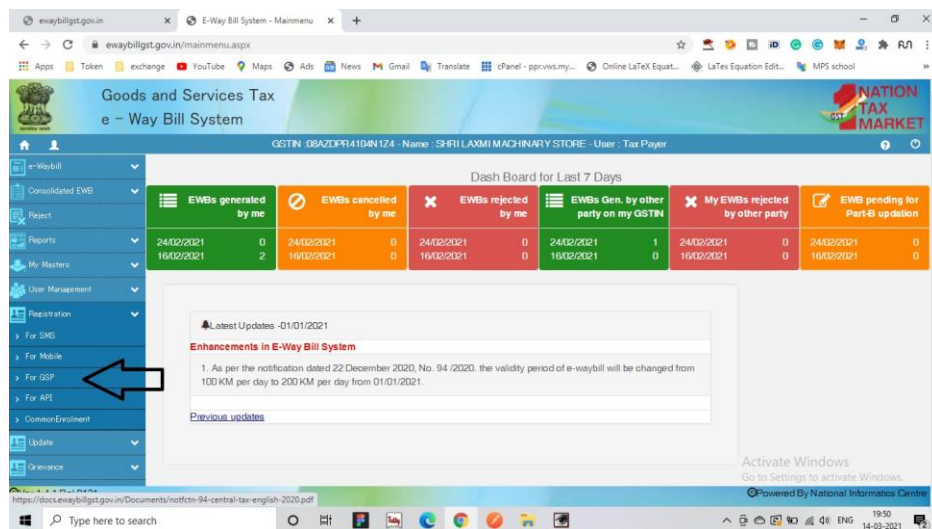 ewaybillgst.gov.in
E-Way Bill System - Mainmenu
ewaybillgst.gov.in/mainmenu.aspx
Apps Token exchange YouTube Maps Ads News Gmail Translate cPanel - ppr.vws.my... Online LaTeX Equat... LaTex Equation Edit... MPS school
Goods and Services Tax
e - Way Bill System
NATION
TAX
MARKET
GSTIN :08AZDPR4104N1Z4 - Name : SHRI LAXMI MACHINARY STORE - User : Tax Payer
e-Waybill
Consolidated EWB
Reject
Reports
My Masters
User Management
Registration
For SMS
For Mobile
For GSP
For API
CommonEnrolment
Update
Grievance
Dash Board for Last 7 Days
EWBs generated
by me
24/02/2021 0
16/02/2021 2
EWBs cancelled
by me
24/02/2021 0
16/02/2021 0
EWBs rejected
by me
24/02/2021 0
16/02/2021 0
EWBs Gen. by other
party on my GSTIN
24/02/2021 1
16/02/2021 0
My EWBs rejected
by other party
24/02/2021 0
16/02/2021 0
EWB pending for
Part-B updation
24/02/2021 0
16/02/2021 0
Latest Updates -01/01/2021
Enhancements in E-Way Bill System
1. As per the notification dated 22 December 2020, No. 94 /2020. the validity period of e-waybill will be changed from
100 KM per day to 200 KM per day from 01/01/2021.
Previous updates
Activate Windows
Go to Settings to activate Windows.
https://docs.ewaybillgst.gov.in/Documents/notfctn-94-central-tax-english-2020.pdf
Powered By National Informatics Centre
Type here to search
ENG
19:50
14-03-2021